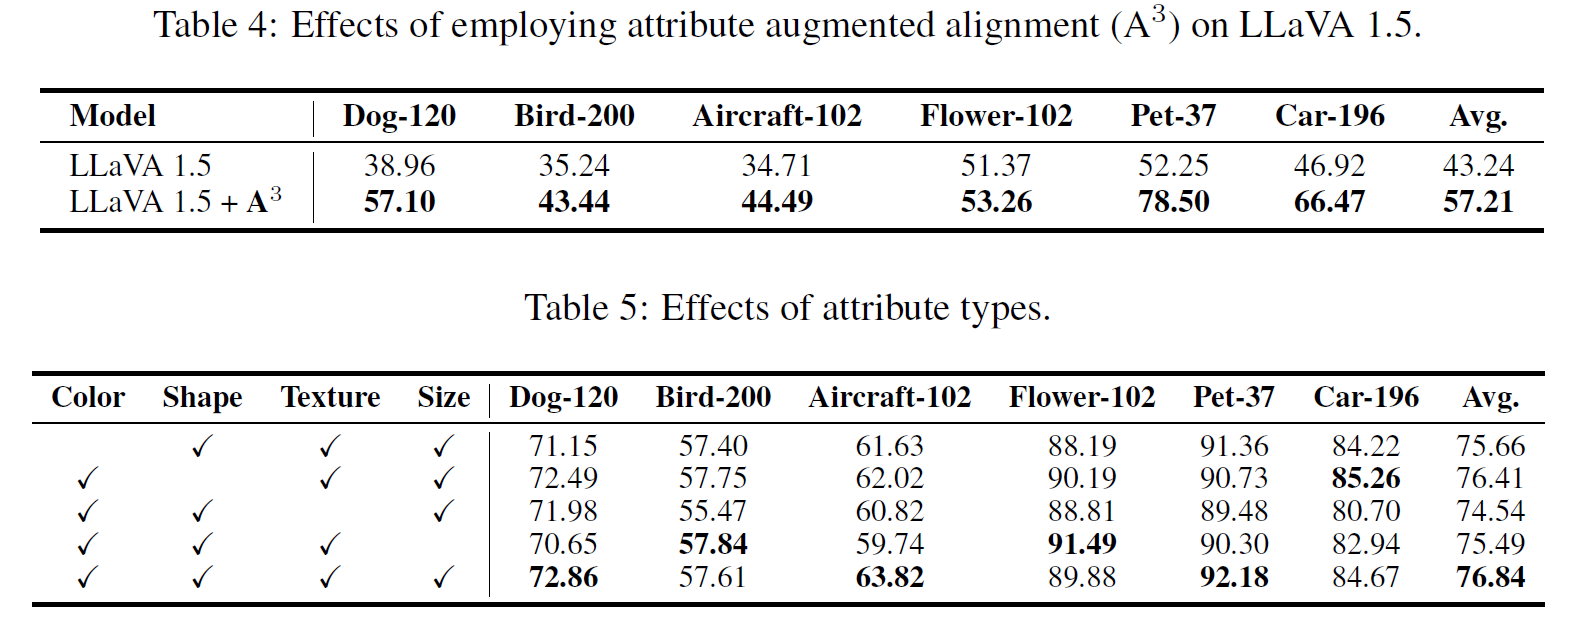 Table 4: Effects of employing attribute augmented alignment (A³) on LLaVA 1.5.
Model Dog-120 Bird-200 Aircraft-102 Flower-102 Pet-37 Car-196 Avg.
LLaVA 1.5 38.96 35.24 34.71 51.37 52.25 46.92 43.24
LLaVA 1.5 + A³ 57.10 43.44 44.49 53.26 78.50 66.47 57.21
Table 5: Effects of attribute types.
Color Shape Texture Size Dog-120 Bird-200 Aircraft-102 Flower-102 Pet-37 Car-196 Avg.
✓ ✓ ✓ 71.15 57.40 61.63 88.19 91.36 84.22 75.66
✓ ✓ ✓ 72.49 57.75 62.02 90.19 90.73 85.26 76.41
✓ ✓ ✓ 71.98 55.47 60.82 88.81 89.48 80.70 74.54
✓ ✓ ✓ 70.65 57.84 59.74 91.49 90.30 82.94 75.49
✓ ✓ ✓ ✓ 72.86 57.61 63.82 89.88 92.18 84.67 76.84